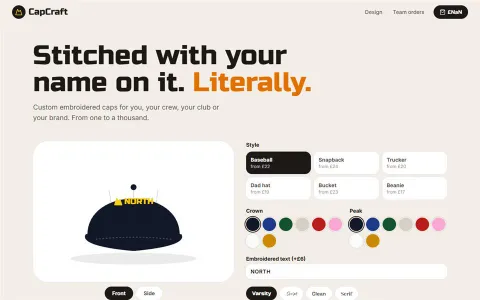 CapCraft
Design
Team orders
£NaN
Stitched with your
name on it. Literally.
Custom embroidered caps for you, your crew, your club or
your brand. From one to a thousand.
Style
Baseball
from £22
Snapback
from £24
Trucker
from £20
Dad hat
from £19
Bucket
from £23
Beanie
from £17
NORTH
Crown
Peak
Embroidered text (+£6)
NORTH
Front
Side
Varsity
Clean
Serif